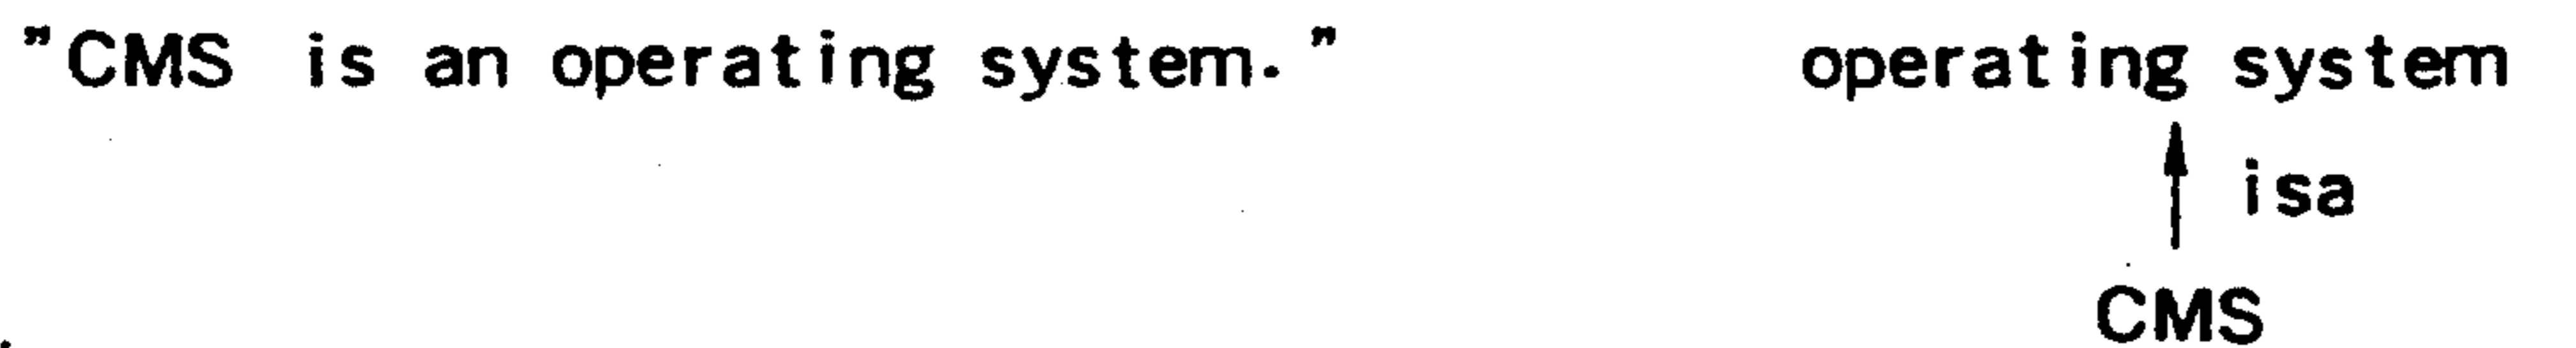 "CMS is an operating system." operating system
isa
CMS